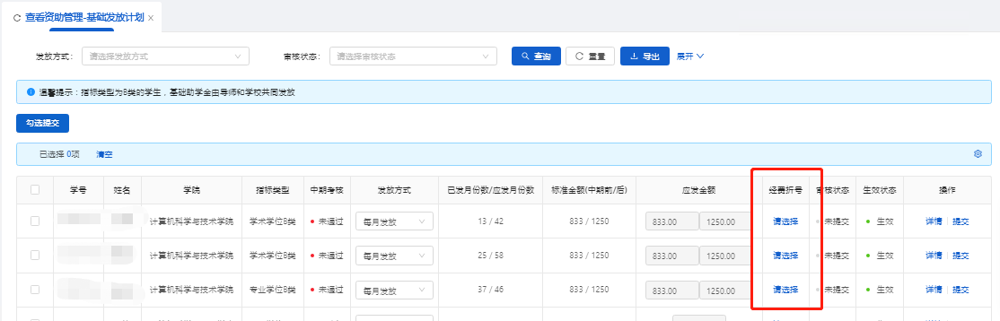 查看资助管理-基础发放计划
发放方式： 请选择发放方式 审核状态： 请选择审核状态 查询 重置 导出 展开
温馨提示：指标类型为B类的学生，基础助学金由导师和学校共同发放
勾选提交
已选择 0项 清空
学号 姓名 学院 指标类型 中期考核 发放方式 已发月份数/应发月份数 标准金额(中期前/后) 应发金额 经费折号 审核状态 生效状态 操作
计算机科学与技术学院 学术学位B类 未通过 每月发放 13 / 42 833 / 1250 833.00 1250.00 请选择 未提交 生效 详情 提交
计算机科学与技术学院 学术学位B类 未通过 每月发放 25 / 58 833 / 1250 833.00 1250.00 请选择 未提交 生效 详情 提交
计算机科学与技术学院 专业学位B类 未通过 每月发放 37 / 46 833 / 1250 833.00 1250.00 请选择 未提交 生效 详情 提交